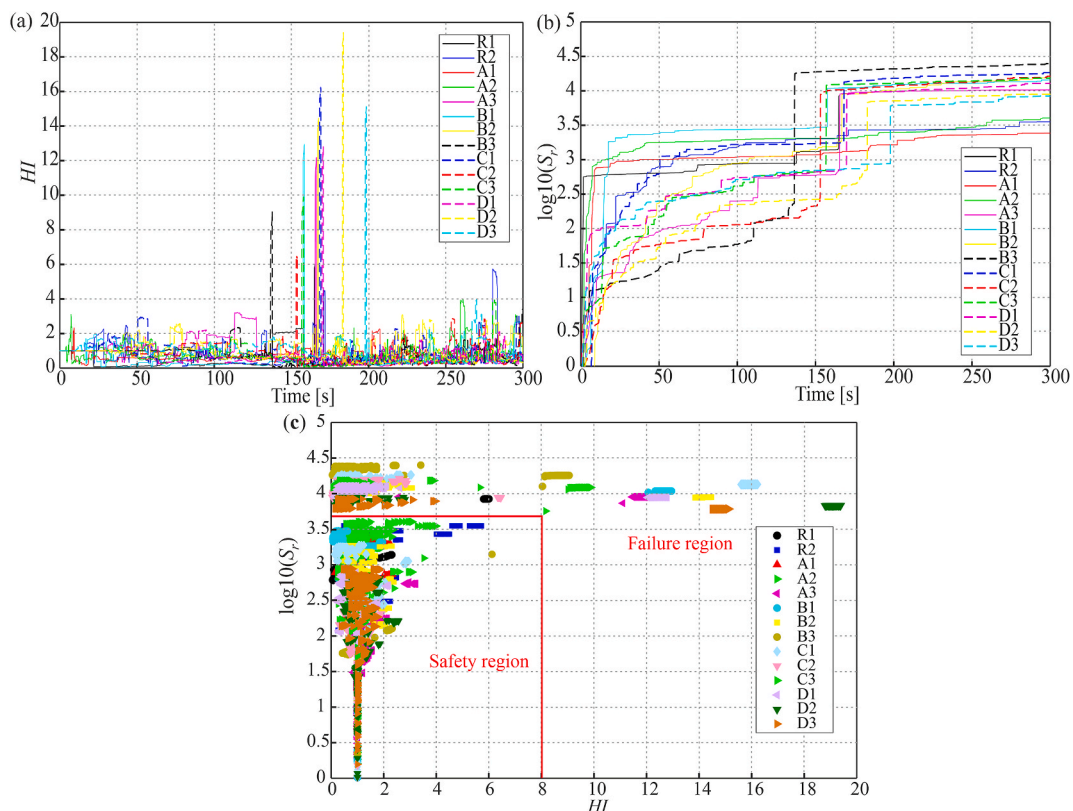 (a)
HI
20
18
16
14
12
10
8
6
4
2
0
0
50
100
150
200
250
300
Time [s]
R1
R2
A1
A2
A3
B1
B2
B3
C1
C2
C3
D1
D2
D3
(b)
log10(Sr)
5
4.5
4
3.5
3
2.5
2
1.5
1
0.5
0
0
50
100
150
200
250
300
Time [s]
R1
R2
A1
A2
A3
B1
B2
B3
C1
C2
C3
D1
D2
D3
(c)
log10(Sr)
5
4.5
4
3.5
3
2.5
2
1.5
1
0.5
0
Safety region
Failure region
R1
R2
A1
A2
A3
B1
B2
B3
C1
C2
C3
D1
D2
D3
0
2
4
6
8
10
12
14
16
18
20
HI